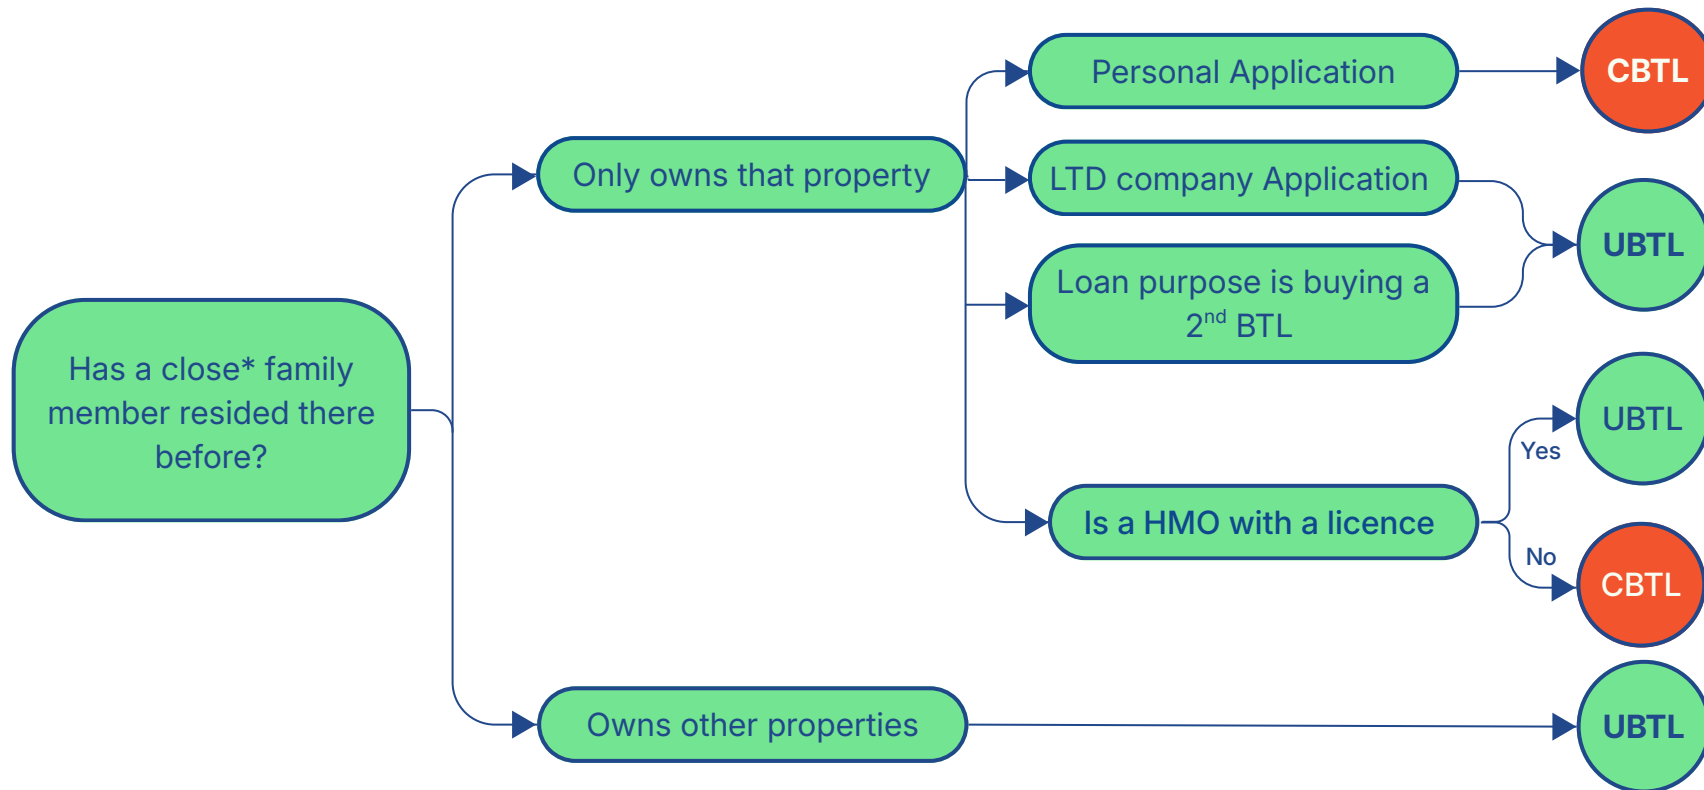 Has a close* family
member resided there
before?
Only owns that property
Personal Application
CBTL
LTD company Application
Loan purpose is buying a
2nd BTL
UBTL
Is a HMO with a licence
Yes
UBTL
No
CBTL
Owns other properties
UBTL